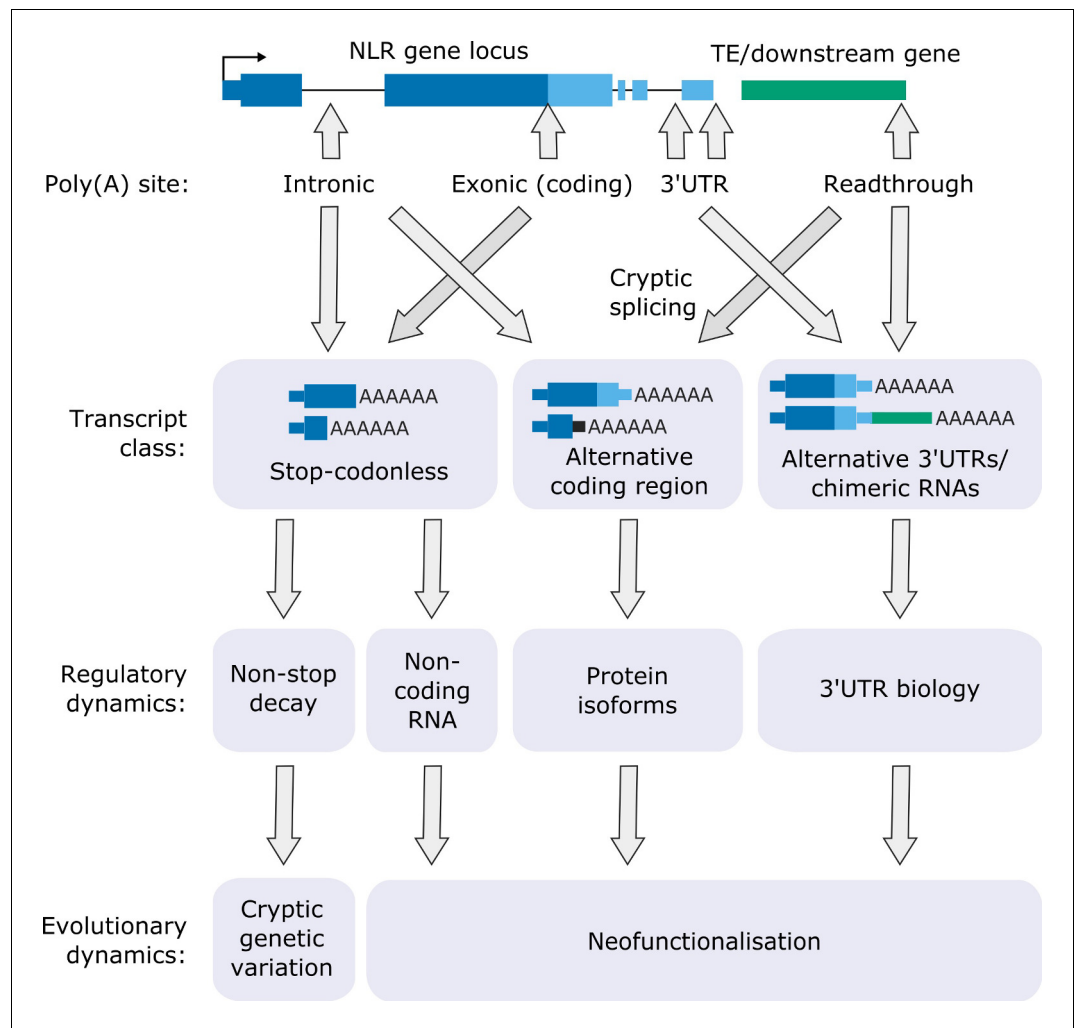 NLR gene locus
TE/downstream gene
Poly(A) site:
Intronic
Exonic (coding)
3'UTR
Readthrough
Cryptic
splicing
Transcript
class:
AAAAAA
AAAAAA
Stop-codonless
AAAAAA
AAAAAA
Alternative
coding region
AAAAAA
AAAAAA
Alternative 3'UTRs/
chimeric RNAs
Regulatory
dynamics:
Non-stop
decay
Non-
coding
RNA
Protein
isoforms
3'UTR biology
Evolutionary
dynamics:
Cryptic
genetic
variation
Neofunctionalisation